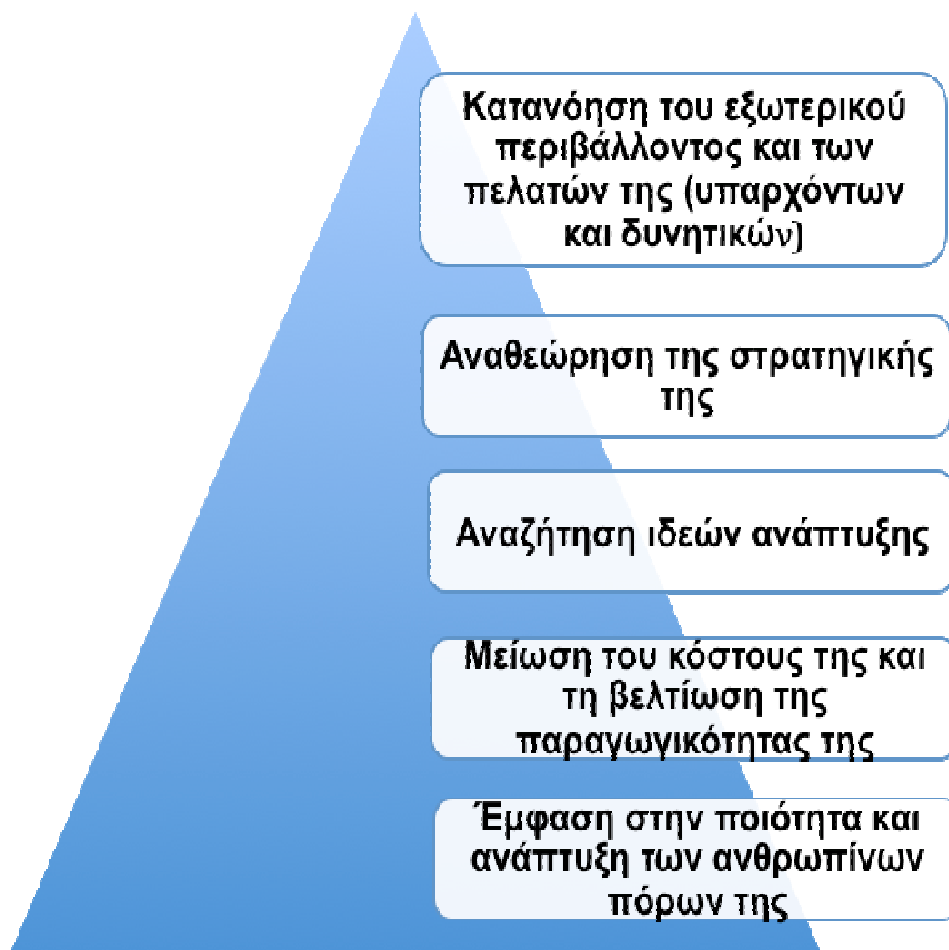 Κατανόηση του εξωτερικού
περιβάλλοντος και των
πελατών της (υπαρχόντων
και δυνητικών)
Αναθεώρηση της στρατηγικής
της
Αναζήτηση ιδεών ανάπτυξης
Μείωση του κόστους της και
τη βελτίωση της
παραγωγικότητας της
Έμφαση στην ποιότητα και
ανάπτυξη των ανθρωπίνων
πόρων της